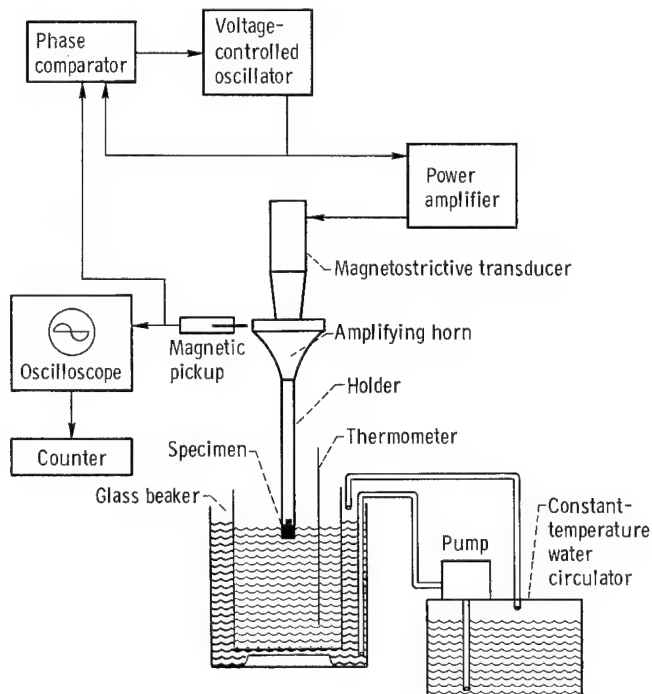 Phase
comparator
Voltage-
controlled
oscillator
Power
amplifier
Magnetostrictive transducer
Amplifying horn
Magnetic
pickup
Oscilloscope
Holder
Counter
Specimen
Thermometer
Glass beaker
Constant-
temperature
water
circulator
Pump